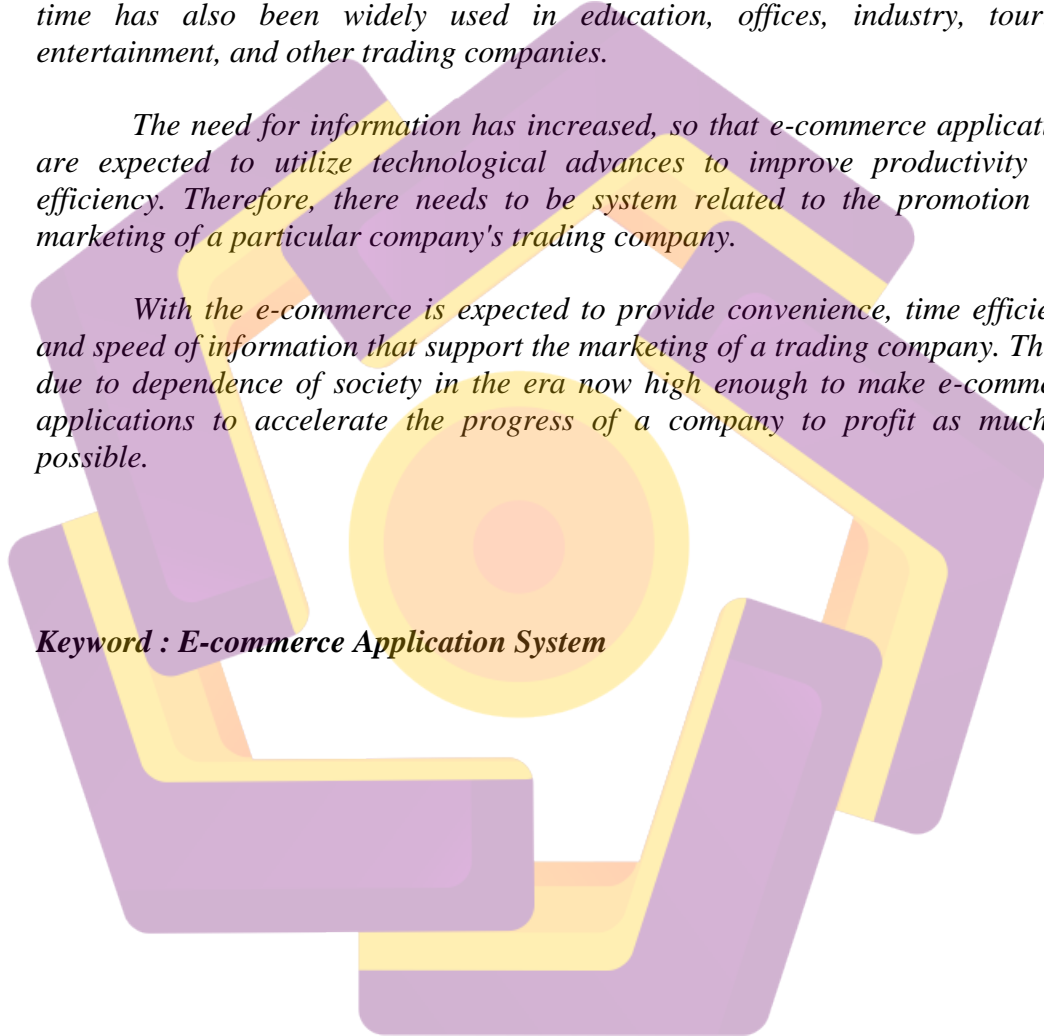 time has also been widely used in education, offices, industry, tour
entertainment, and other trading companies.
The need for information has increased, so that e-commerce applicati
are expected to utilize technological advances to improve productivity
efficiency. Therefore, there needs to be system related to the promotion
marketing of a particular company's trading company.
With the e-commerce is expected to provide convenience, time efficie
and speed of information that support the marketing of a trading company. Th
due to dependence of society in the era now high enough to make e-comme
applications to accelerate the progress of a company to profit as much
possible.
Keyword : E-commerce Application System